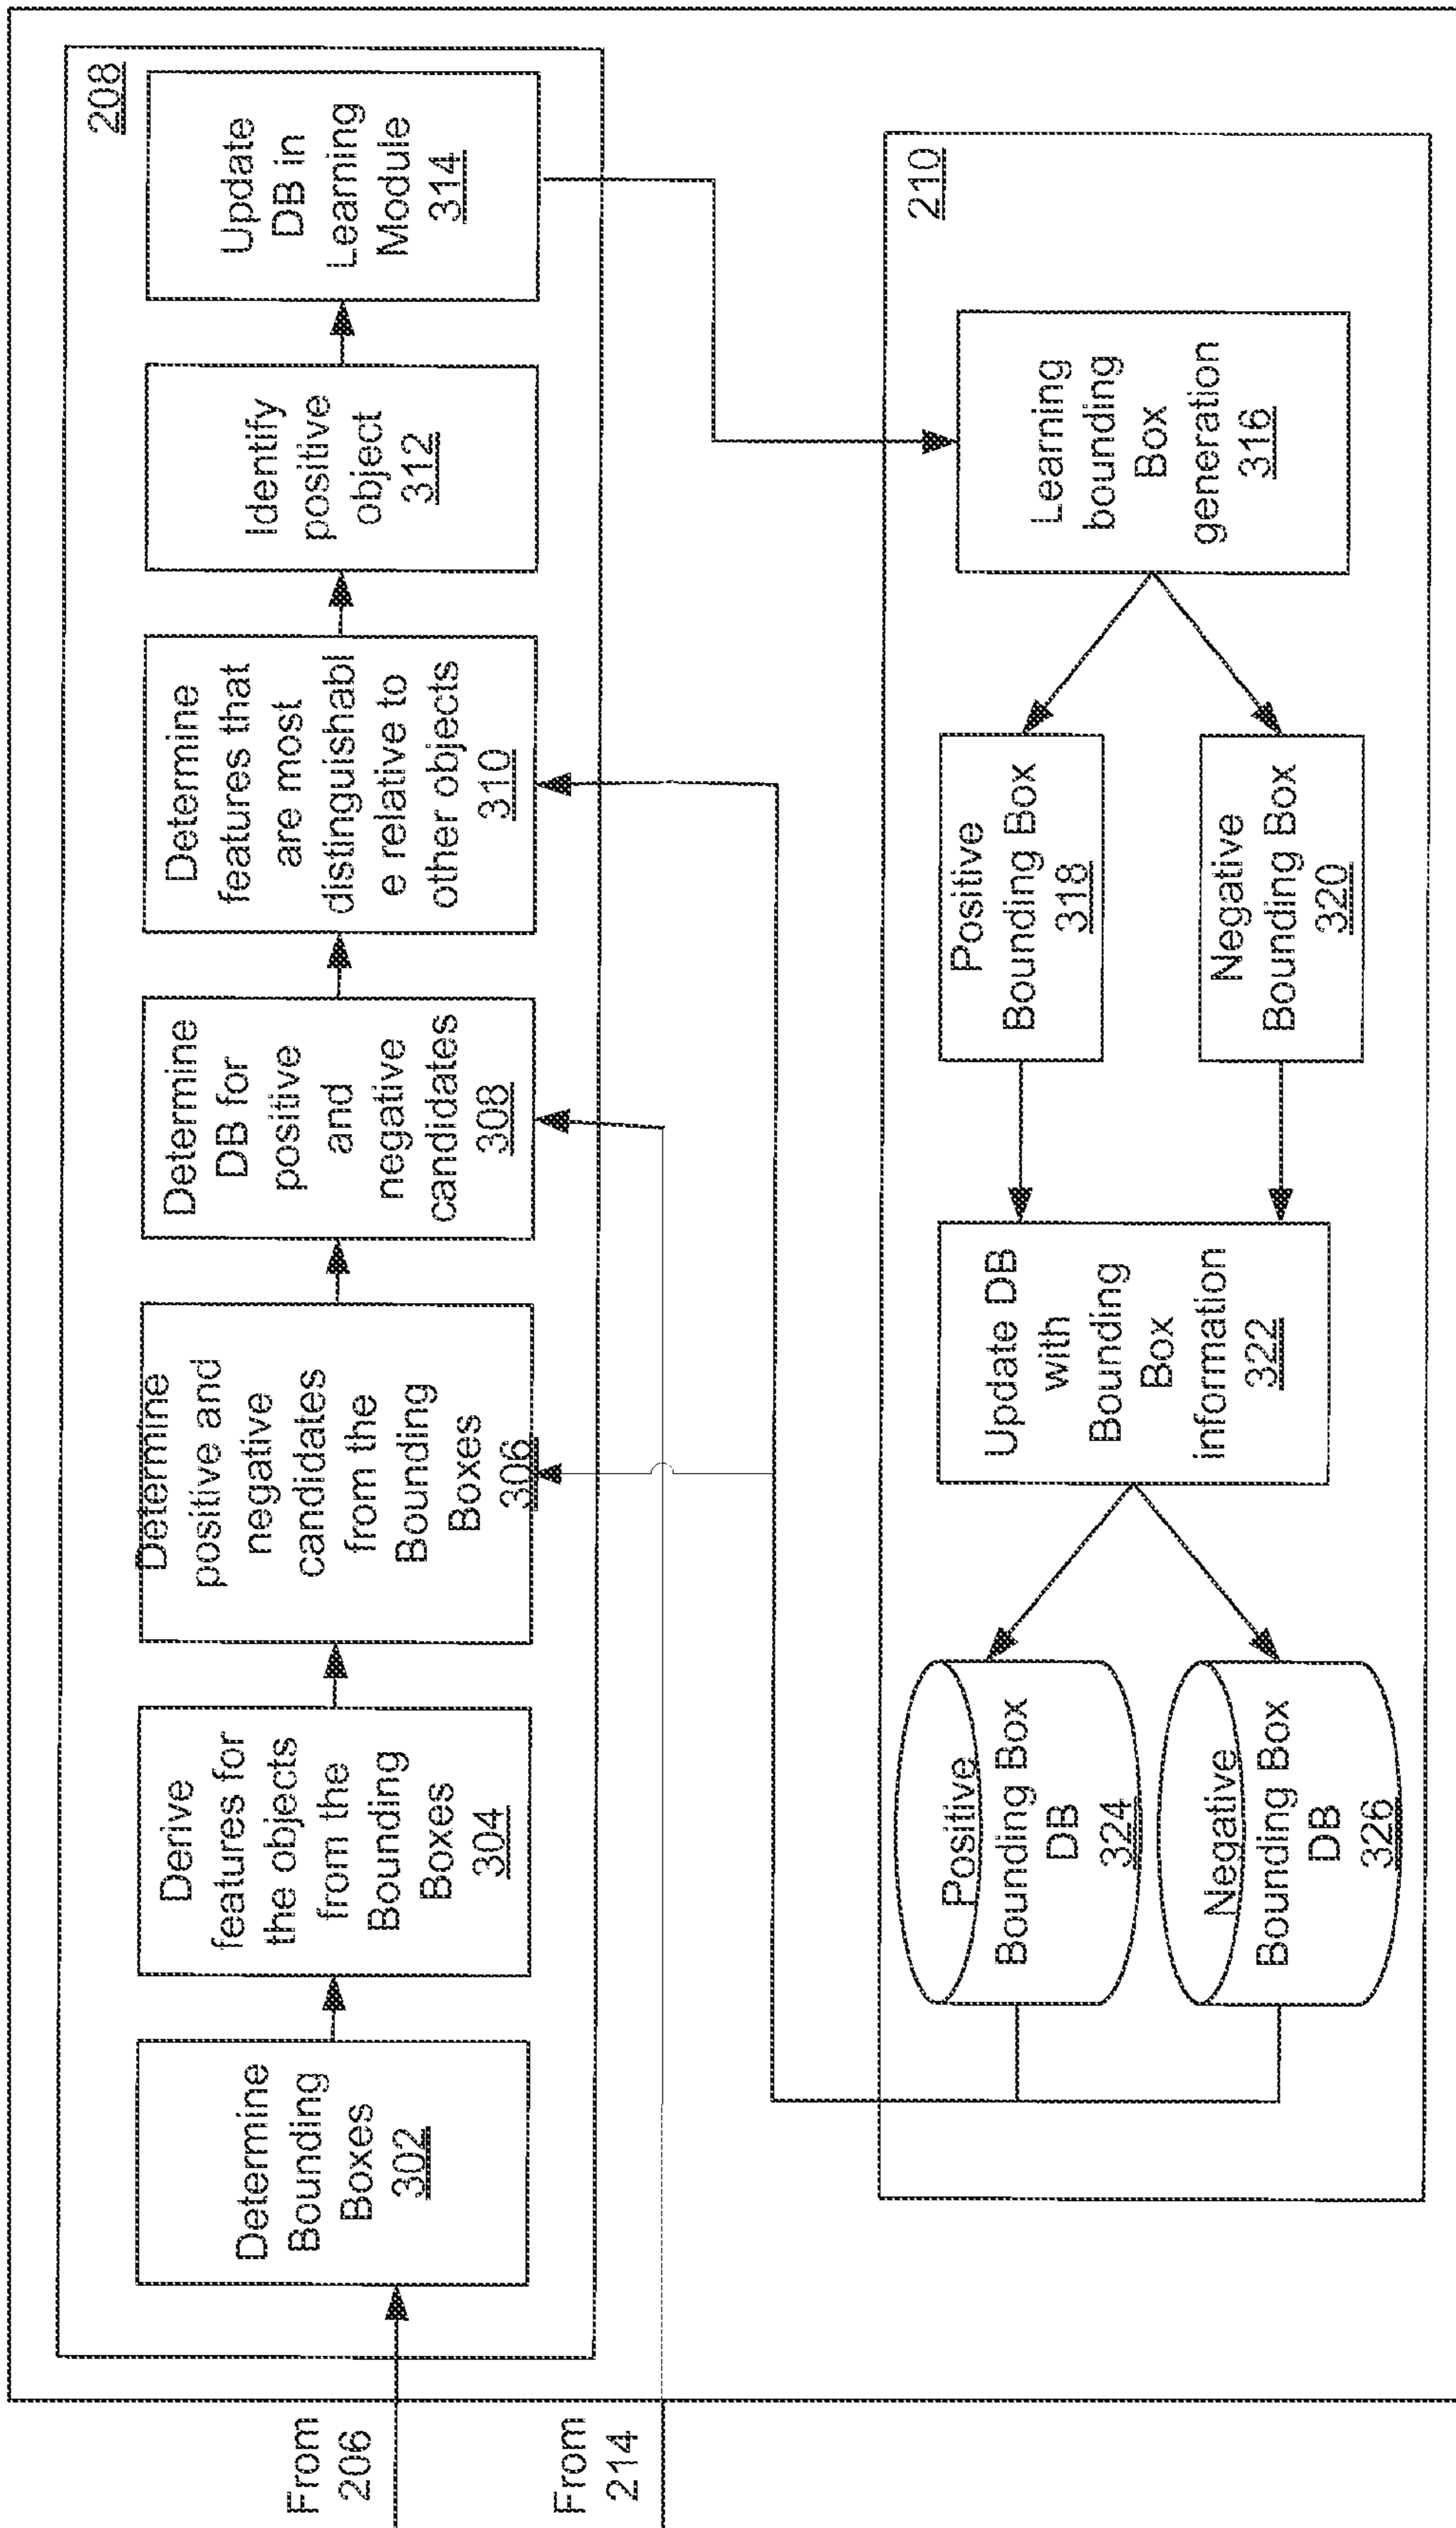 208
From
206
From
214
Determine
Bounding
Boxes
302
Derive
features for
the objects
from the
Bounding
Boxes
304
Determine
positive and
negative
candidates
from the
Bounding
Boxes
306
Determine
DB for
positive
and
negative
candidates
308
Determine
features that
are most
distinguishabl
e relative to
other objects
310
Identify
positive
object
312
Update
DB in
Learning
Module
314
210
Positive
Bounding Box
DB
324
Negative
Bounding Box
DB
326
Update DB
with
Bounding
Box
information
322
Positive
Bounding Box
318
Negative
Bounding Box
320
Learning
bounding
Box
generation
316